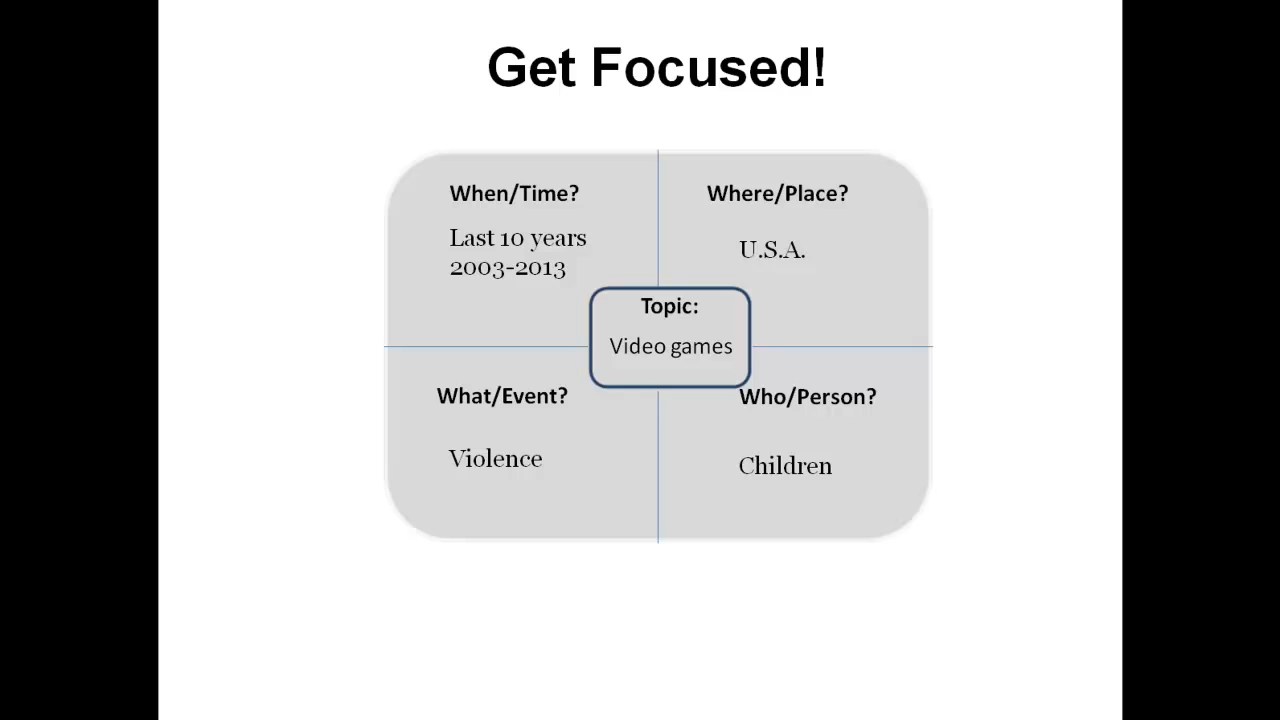 Get Focused!
When/Time?
Last 10 years
2003-2013
Where/Place?
U.S.A.
Topic:
Video games
What/Event?
Violence
Who/Person?
Children